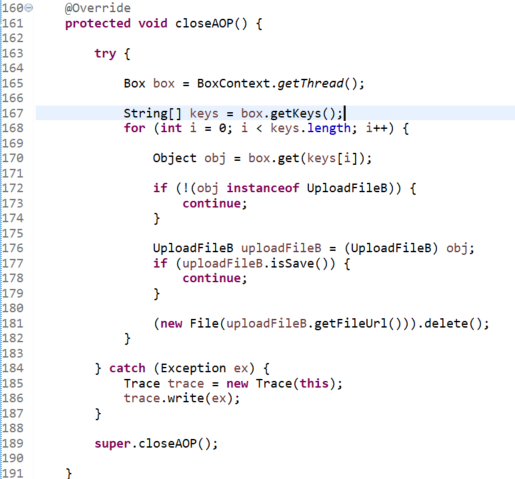 160 @Override
161 protected void closeAOP() {
162
163 try {
164
165 Box box = BoxContext.getThread();
166
167 String[] keys = box.getKeys();
168 for (int i = 0; i < keys.length; i++) {
169
170 Object obj = box.get(keys[i]);
171
172 if (!(obj instanceof UploadFileB)) {
173 continue;
174 }
175
176 UploadFileB uploadFileB = (UploadFileB) obj;
177 if (uploadFileB.isSave()) {
178 continue;
179 }
180
181 (new File(uploadFileB.getFileUrl())).delete();
182 }
183
184 } catch (Exception ex) {
185 Trace trace = new Trace(this);
186 trace.write(ex);
187 }
188
189 super.closeAOP();
190
191 }